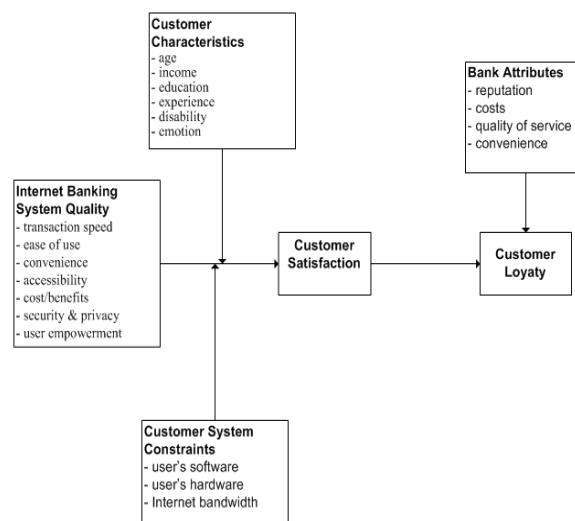 Customer
Characteristics
- age
- income
- education
- experience
- disability
- emotion
Bank Attributes
- reputation
- costs
- quality of service
- convenience
Internet Banking
System Quality
- transaction speed
- ease of use
- convenience
- accessibility
- cost/benefits
- security & privacy
- user empowerment
Customer
Satisfaction
Customer
Loyaty
Customer System
Constraints
- user's software
- user's hardware
- Internet bandwidth